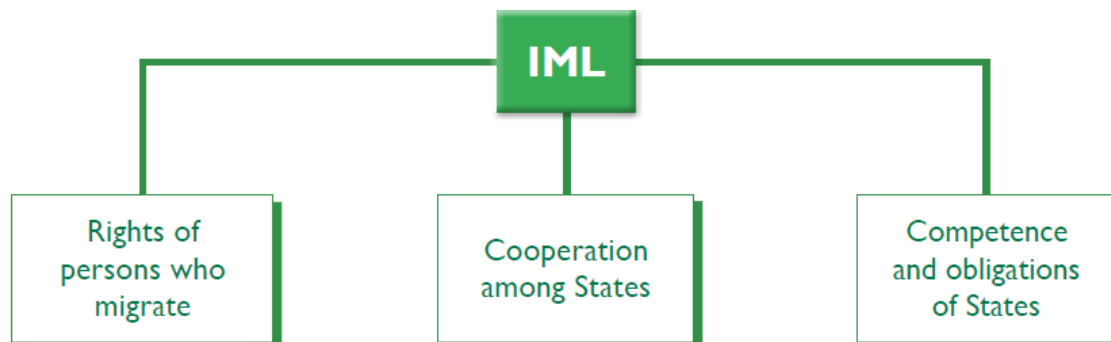 IML
Rights of
persons who
migrate
Cooperation
among States
Competence
and obligations
of States